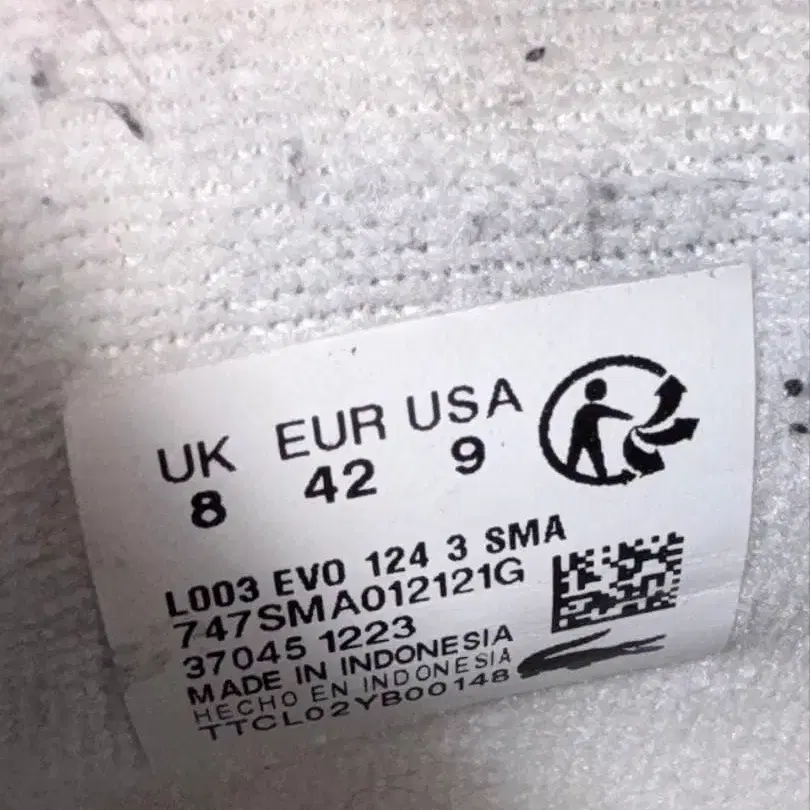 UK EUR USA
8 42 9
L003 EVO 124 3 SMA
747SMA012121G
37045 1223
MADE IN INDONESIA
HECHO EN INDONESIA
TTCL02YB00148